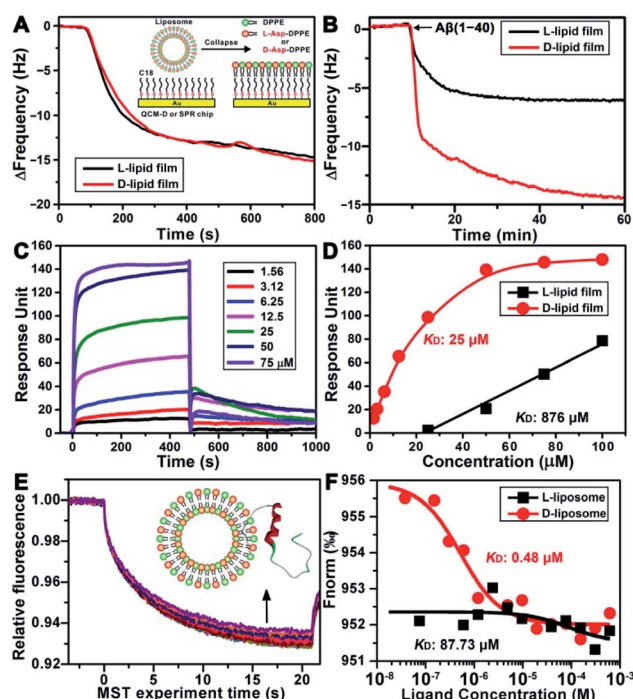 A
Liposome
DPPE
L-Asp-DPPE
or
D-Asp-DPPE
Collapse
C18
Au
Au
QCM-D or SPR chip
L-lipid film
D-lipid film
0
−5
−10
−15
−20
ΔFrequency (Hz)
0 200 400 600 800
Time (s)
B
Aβ(1−40)
L-lipid film
D-lipid film
0
−5
−10
−15
ΔFrequency (Hz)
0 20 40 60
Time (min)
C
160
140
120
100
80
60
40
20
0
Response Unit
1.56
3.12
6.25
12.5
25
50
75 μM
0 200 400 600 800 1000
Time (s)
D
160
140
120
100
80
60
40
20
0
Response Unit
L-lipid film
D-lipid film
KD: 25 μM
KD: 876 μM
0 20 40 60 80 100
Concentration (μM)
E
1.00
0.98
0.96
0.94
0.92
Relative fluorescence
0 5 10 15 20
MST experiment time (s)
F
956
955
954
953
952
951
Fnorm (‰)
L-liposome
D-liposome
KD: 0.48 μM
KD: 87.73 μM
10⁻⁸ 10⁻⁷ 10⁻⁶ 10⁻⁵ 10⁻⁴ 10⁻³
Ligand Concentration (M)